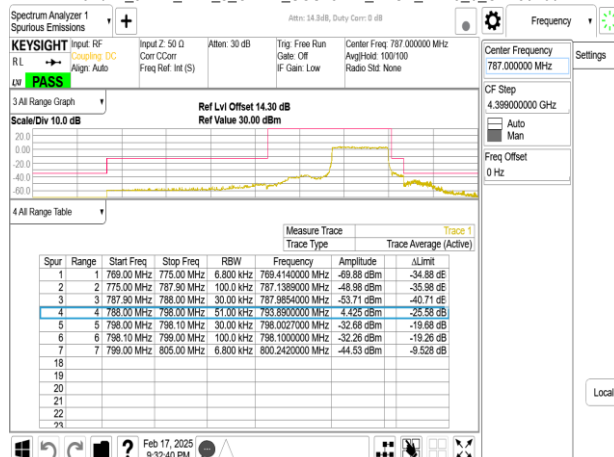 Spectrum Analyzer 1
Spurious Emissions
Attn: 14.3dB, Duty Corr: 0 dB
Frequency
KEYSIGHT
RL
PASS
Input: RF
Coupling: DC
Align: Auto
Input Z: 50 Ω
Corr CCorr
Freq Ref: Int (S)
Atten: 30 dB
Trig: Free Run
Gate: Off
IF Gain: Low
Center Freq: 787.000000 MHz
Avg|Hold: 100/100
Radio Std: None
Center Frequency
787.000000 MHz
Settings
CF Step
4.399000000 GHz
Auto
Man
Freq Offset
0 Hz
3 All Range Graph
Scale/Div 10.0 dB
Ref Lvl Offset 14.30 dB
Ref Value 30.00 dBm
20.0
0.00
-20.0
-40.0
-60.0
4 All Range Table
Measure Trace Trace 1
Trace Type Trace Average (Active)
Spur Range Start Freq Stop Freq RBW Frequency Amplitude ΔLimit
1 1 769.00 MHz 775.00 MHz 6.800 kHz 769.4140000 MHz -69.88 dBm -34.88 dB
2 2 775.00 MHz 787.90 MHz 100.0 kHz 787.1389000 MHz -48.98 dBm -35.98 dB
3 3 787.90 MHz 788.00 MHz 30.00 kHz 787.9854000 MHz -53.71 dBm -40.71 dB
4 4 788.00 MHz 798.00 MHz 51.00 kHz 793.8900000 MHz 4.425 dBm -25.58 dB
5 5 798.00 MHz 798.10 MHz 30.00 kHz 798.0027000 MHz -32.68 dBm -19.68 dB
6 6 798.10 MHz 799.00 MHz 100.0 kHz 798.1000000 MHz -32.26 dBm -19.26 dB
7 7 799.00 MHz 805.00 MHz 6.800 kHz 800.2420000 MHz -44.53 dBm -9.528 dB
18
19
20
21
22
23
Local
Feb 17, 2025
9:32:40 PM